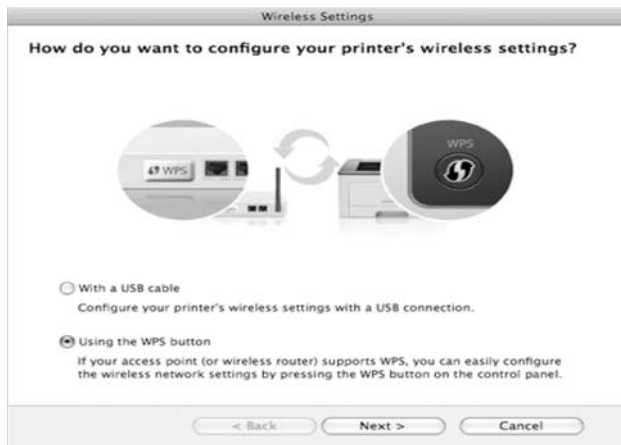 Wireless Settings
How do you want to configure your printer's wireless settings?
WPS
WPS
With a USB cable
Configure your printer's wireless settings with a USB connection.
Using the WPS button
If your access point (or wireless router) supports WPS, you can easily configure
the wireless network settings by pressing the WPS button on the control panel.
< Back Next > Cancel